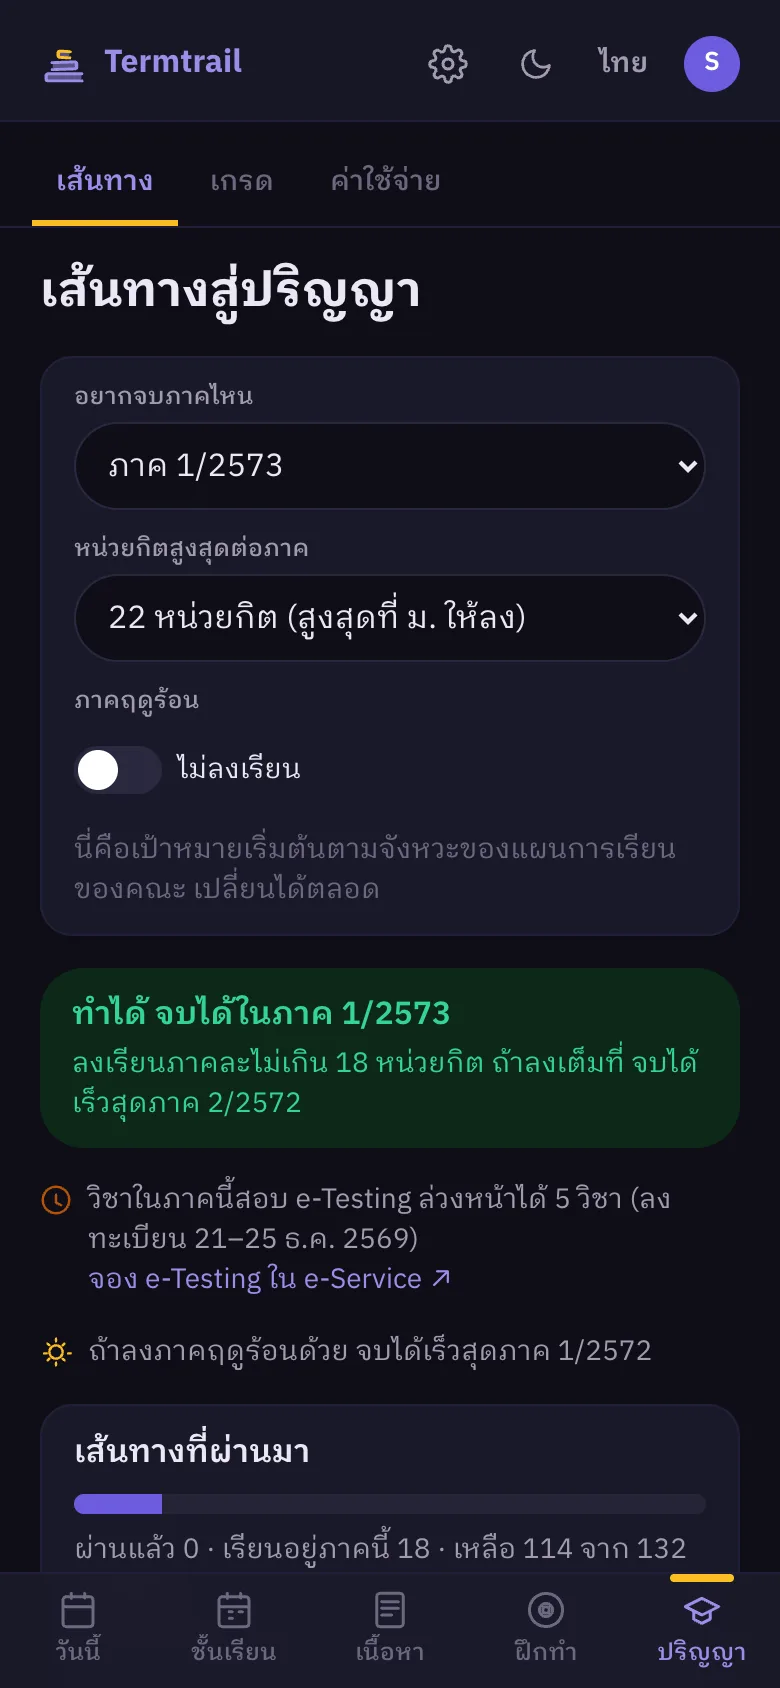 Termtrail
ไทย
S
เส้นทาง
เกรด
ค่าใช้จ่าย
เส้นทางสู่ปริญญา
อยากจบภาคไหน
ภาค 1/2573
หน่วยกิตสูงสุดต่อภาค
22 หน่วยกิต (สูงสุดที่ ม. ให้ลง)
ภาคฤดูร้อน
ไม่ลงเรียน
นี่คือเป้าหมายเริ่มต้นตามจังหวะของแผนการเรียน
ของคณะ เปลี่ยนได้ตลอด
ทำได้ จบได้ในภาค 1/2573
ลงเรียนภาคละไม่เกิน 18 หน่วยกิต ถ้าลงเต็มที่ จบได้
เร็วสุดภาค 2/2572
วิชาในภาคนี้สอบ e-Testing ล่วงหน้าได้ 5 วิชา (ลง
ทะเบียน 21–25 ธ.ค. 2569)
จอง e-Testing ใน e-Service ↗
ถ้าลงภาคฤดูร้อนด้วย จบได้เร็วสุดภาค 1/2572
เส้นทางที่ผ่านมา
ผ่านแล้ว 0 · เรียนอยู่ภาคนี้ 18 · เหลือ 114 จาก 132
วันนี้
ชั้นเรียน
เนื้อหา
ฝึกทำ
ปริญญา